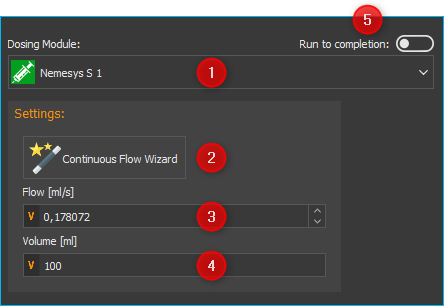 5
Dosing Module:
Run to completion:
Nemesys S 1
1
Settings:
Continuous Flow Wizard
2
Flow [ml/s]
V 0,178072
3
Volume [ml]
V 100
4